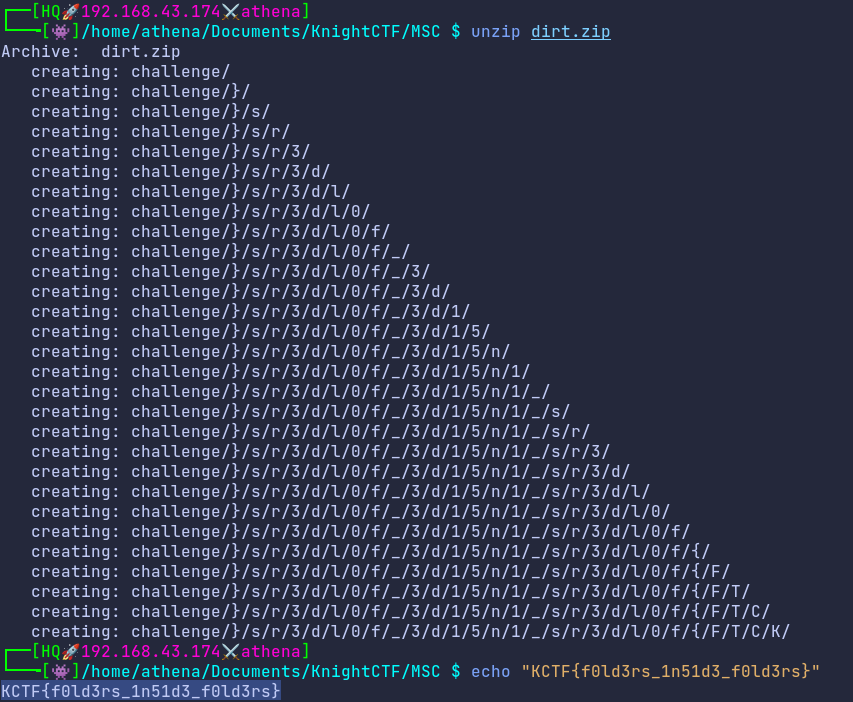 ┌──[HQ🚀192.168.43.174⚔️athena]
└──╼[👾]/home/athena/Documents/KnightCTF/MSC $ unzip dirt.zip
Archive:  dirt.zip
   creating: challenge/
   creating: challenge/}/
   creating: challenge/}/s/
   creating: challenge/}/s/r/
   creating: challenge/}/s/r/3/
   creating: challenge/}/s/r/3/d/
   creating: challenge/}/s/r/3/d/l/
   creating: challenge/}/s/r/3/d/l/0/
   creating: challenge/}/s/r/3/d/l/0/f/
   creating: challenge/}/s/r/3/d/l/0/f/_/
   creating: challenge/}/s/r/3/d/l/0/f/_/3/
   creating: challenge/}/s/r/3/d/l/0/f/_/3/d/
   creating: challenge/}/s/r/3/d/l/0/f/_/3/d/1/
   creating: challenge/}/s/r/3/d/l/0/f/_/3/d/1/5/
   creating: challenge/}/s/r/3/d/l/0/f/_/3/d/1/5/n/
   creating: challenge/}/s/r/3/d/l/0/f/_/3/d/1/5/n/1/
   creating: challenge/}/s/r/3/d/l/0/f/_/3/d/1/5/n/1/_/
   creating: challenge/}/s/r/3/d/l/0/f/_/3/d/1/5/n/1/_/s/
   creating: challenge/}/s/r/3/d/l/0/f/_/3/d/1/5/n/1/_/s/r/
   creating: challenge/}/s/r/3/d/l/0/f/_/3/d/1/5/n/1/_/s/r/3/
   creating: challenge/}/s/r/3/d/l/0/f/_/3/d/1/5/n/1/_/s/r/3/d/
   creating: challenge/}/s/r/3/d/l/0/f/_/3/d/1/5/n/1/_/s/r/3/d/l/
   creating: challenge/}/s/r/3/d/l/0/f/_/3/d/1/5/n/1/_/s/r/3/d/l/0/
   creating: challenge/}/s/r/3/d/l/0/f/_/3/d/1/5/n/1/_/s/r/3/d/l/0/f/
   creating: challenge/}/s/r/3/d/l/0/f/_/3/d/1/5/n/1/_/s/r/3/d/l/0/f/{/
   creating: challenge/}/s/r/3/d/l/0/f/_/3/d/1/5/n/1/_/s/r/3/d/l/0/f/{/F/
   creating: challenge/}/s/r/3/d/l/0/f/_/3/d/1/5/n/1/_/s/r/3/d/l/0/f/{/F/T/
   creating: challenge/}/s/r/3/d/l/0/f/_/3/d/1/5/n/1/_/s/r/3/d/l/0/f/{/F/T/C/
   creating: challenge/}/s/r/3/d/l/0/f/_/3/d/1/5/n/1/_/s/r/3/d/l/0/f/{/F/T/C/K/
┌──[HQ🚀192.168.43.174⚔️athena]
└──╼[👾]/home/athena/Documents/KnightCTF/MSC $ echo "KCTF{f0ld3rs_1n51d3_f0ld3rs}"
KCTF{f0ld3rs_1n51d3_f0ld3rs}